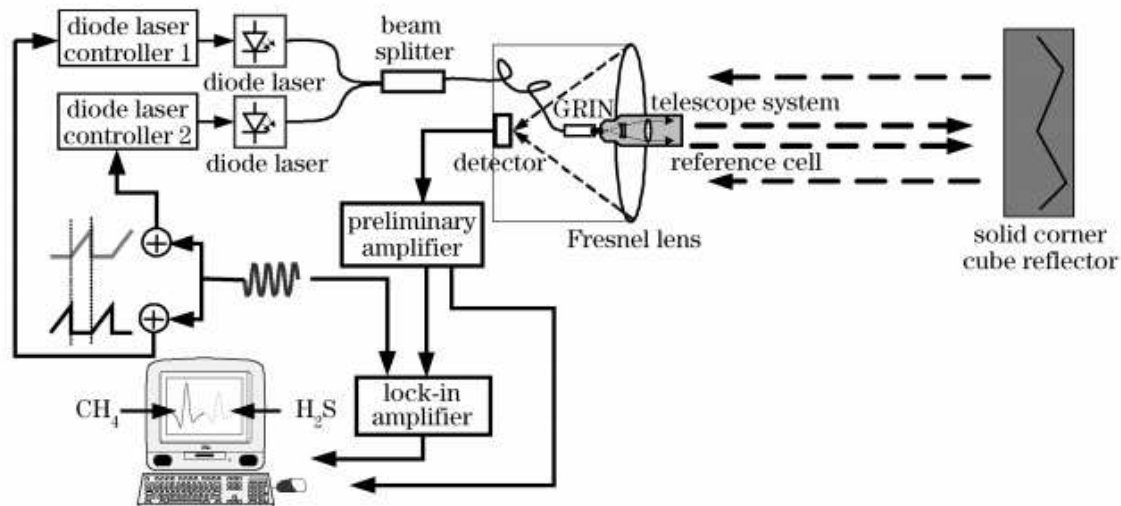 diode laser
controller 1
diode laser
beam
splitter
diode laser
controller 2
diode laser
GRIN
telescope system
detector
reference cell
Fresnel lens
solid corner
cube reflector
preliminary
amplifier
lock-in
amplifier
CH₄
H₂S